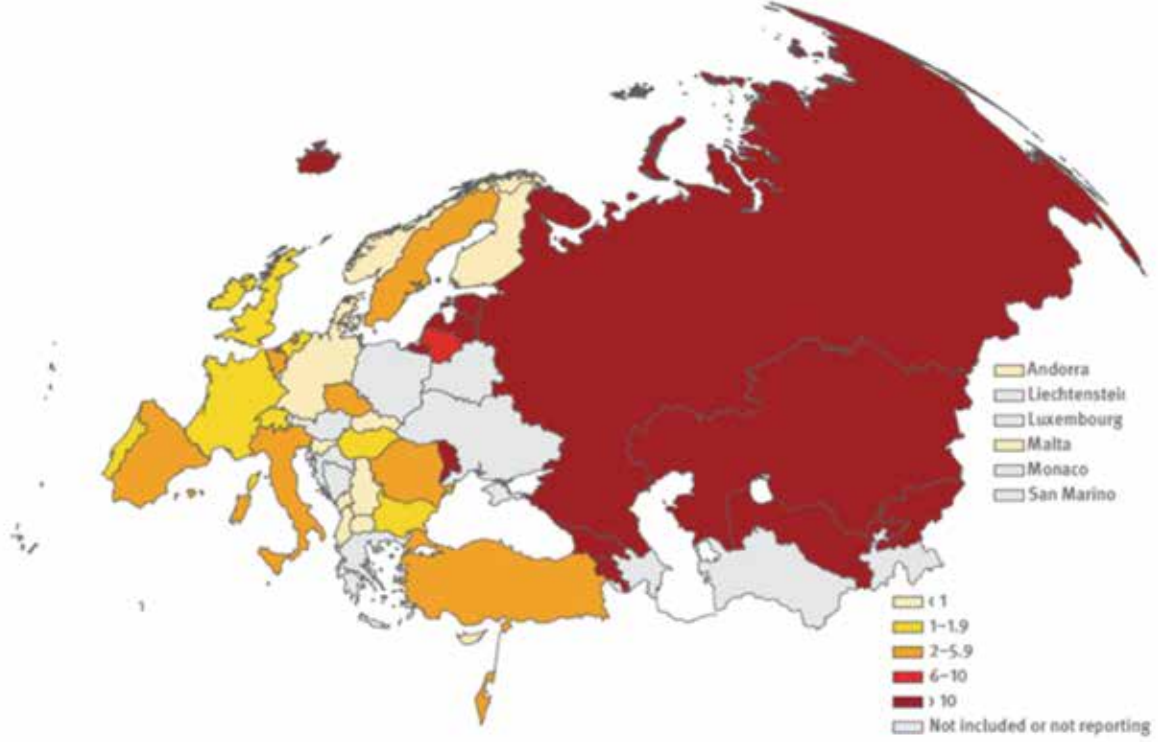 Andorra
Liechtenstein
Luxembourg
Malta
Monaco
San Marino
< 1
1–1.9
2–5.9
6–10
> 10
Not included or not reporting